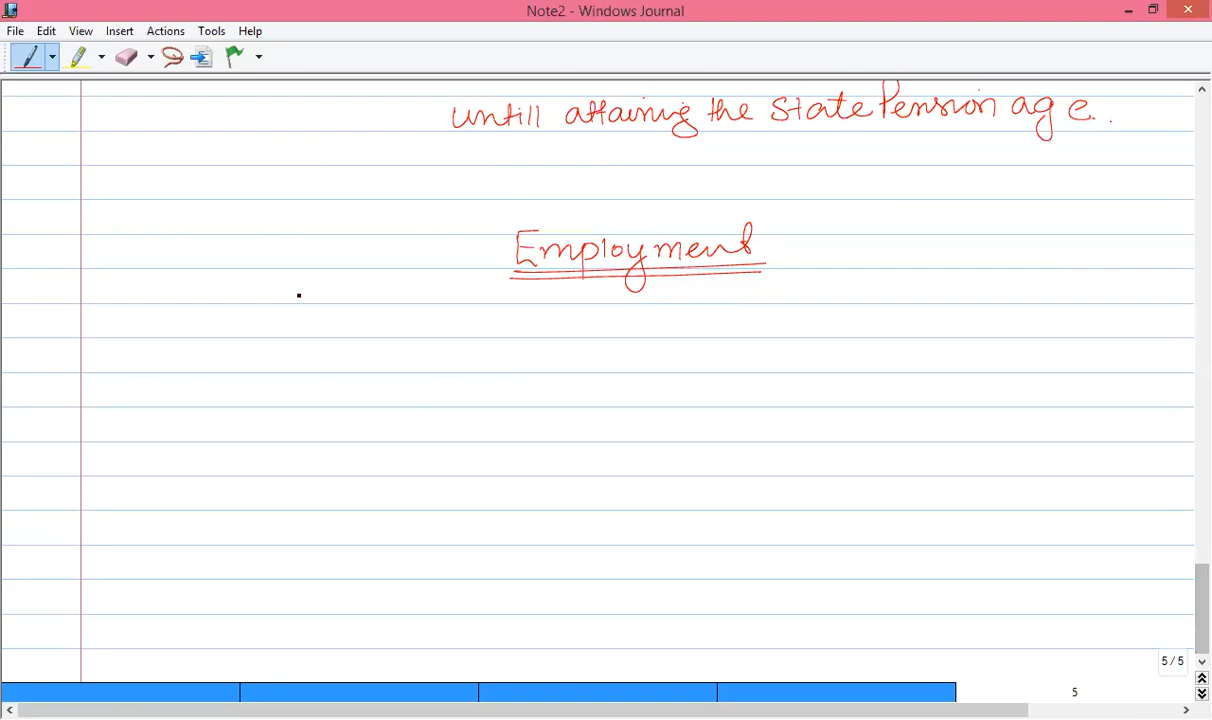 Note2 - Windows Journal
File Edit View Insert Actions Tools Help
untill attaining the State Pension age.
Employment
5 / 5
5